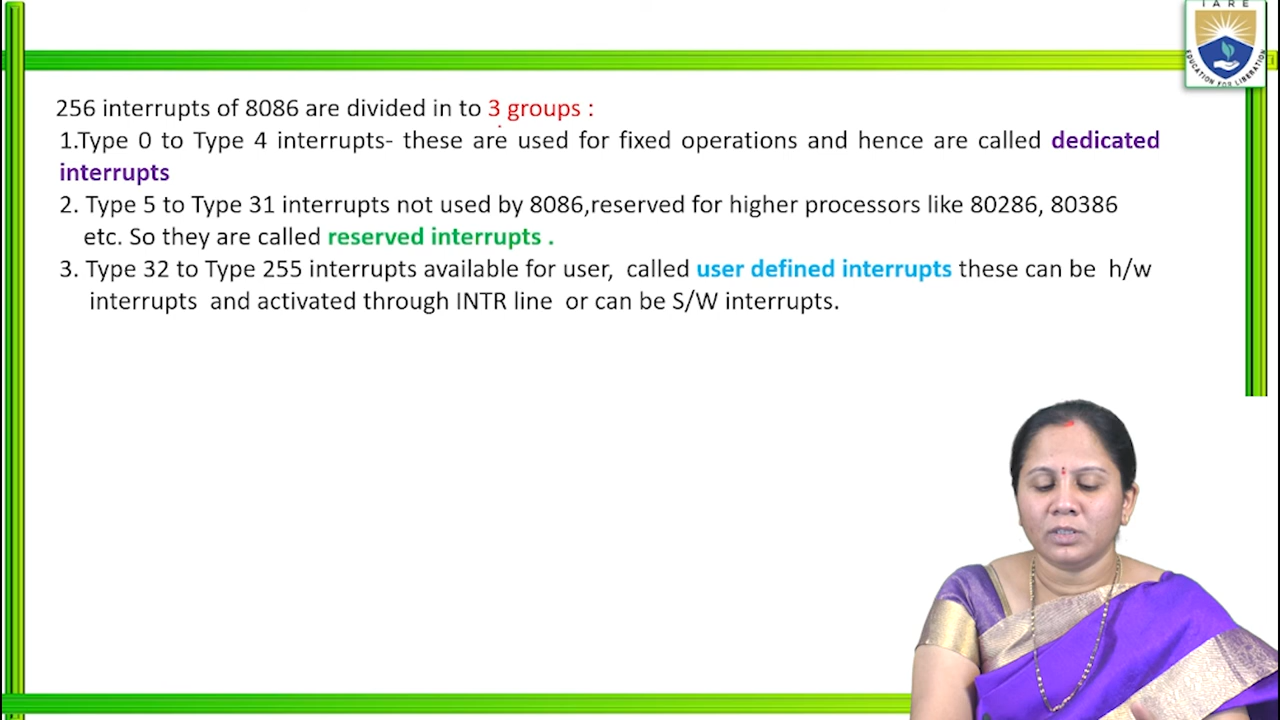 IARE
EDUCATION FOR LIBERATION
256 interrupts of 8086 are divided in to 3 groups :
1.Type 0 to Type 4 interrupts- these are used for fixed operations and hence are called dedicated
interrupts
2. Type 5 to Type 31 interrupts not used by 8086,reserved for higher processors like 80286, 80386
etc. So they are called reserved interrupts .
3. Type 32 to Type 255 interrupts available for user, called user defined interrupts these can be h/w
interrupts and activated through INTR line or can be S/W interrupts.